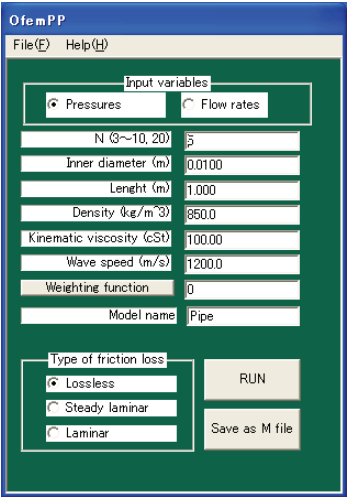 OfemPP
File(F) Help(H)
Input variables
Pressures Flow rates
N (3～10, 20) 5
Inner diameter (m) 0.0100
Lenght (m) 1.000
Density (kg/m^3) 850.0
Kinematic viscosity (cSt) 100.00
Wave speed (m/s) 1200.0
Weighting function 0
Model name Pipe
Type of friction loss
Lossless
Steady laminar
Laminar
RUN
Save as M file